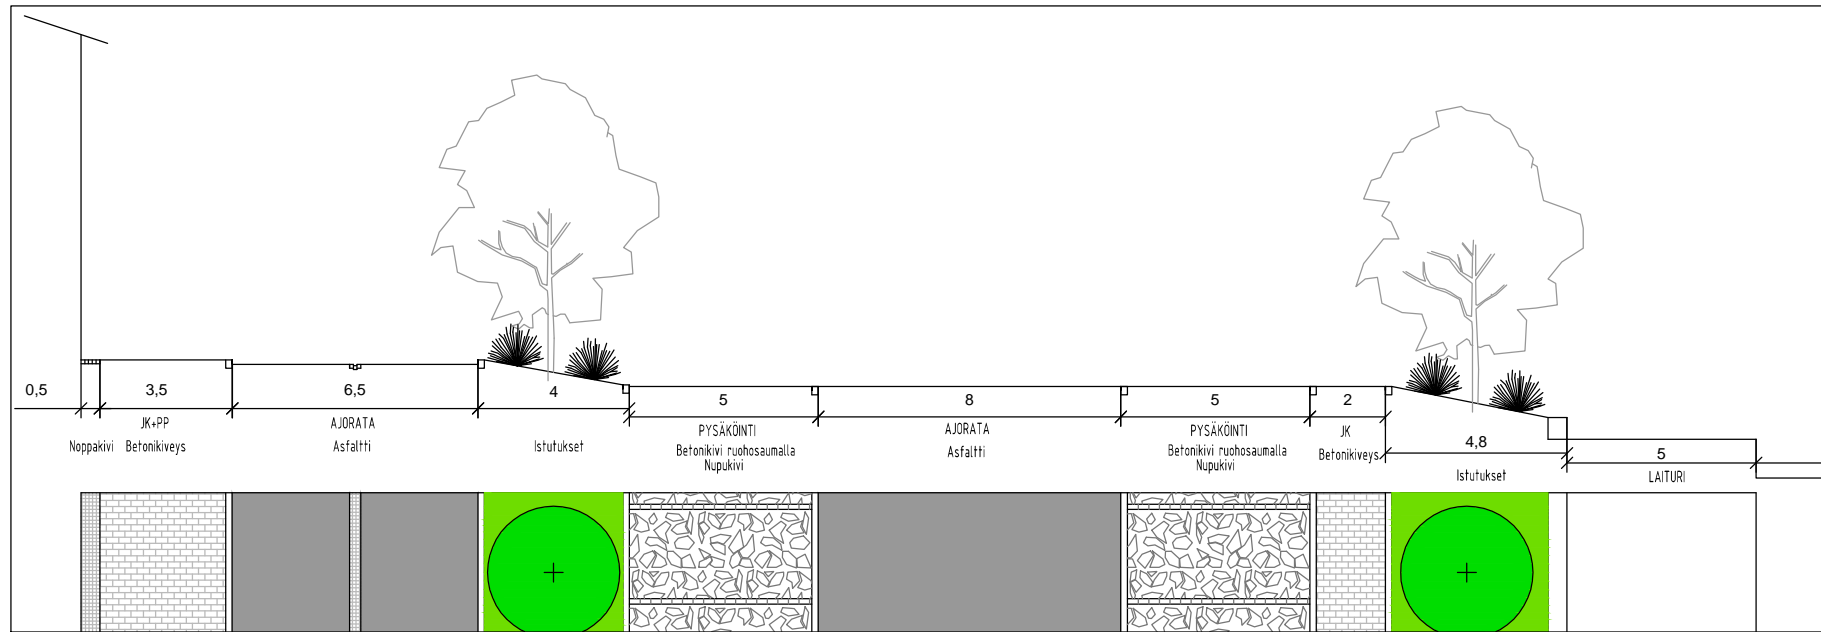 0,5
3,5
6,5
4
5
8
5
2
4,8
5
Noppakivi
JK+PP
Betonikiveys
AJORATA
Asfaltti
Istutukset
PYSÄKÖINTI
Betonikivi ruohosaumalla
Nupukivi
AJORATA
Asfaltti
PYSÄKÖINTI
Betonikivi ruohosaumalla
Nupukivi
JK
Betonikiveys
Istutukset
LAITURI